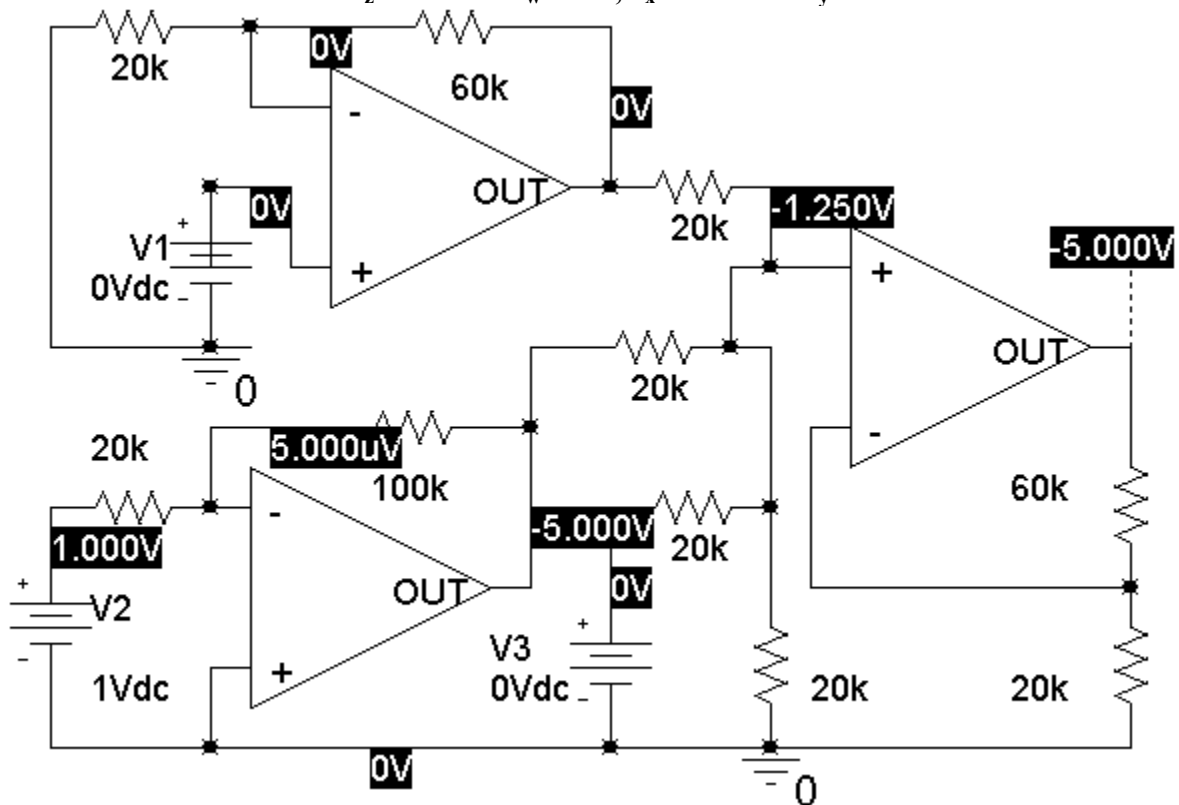 20k
0V
60k
0V
OUT
-
0V
V1
+
0Vdc
-
+
20k
-1.250V
-5.000V
+
OUT
-
0
20k
20k
5.000uV
100k
1.000V
-
-5.000V
20k
60k
+
V2
-
1Vdc
OUT
+
0V
+
V3
0Vdc
-
20k
20k
0V
0